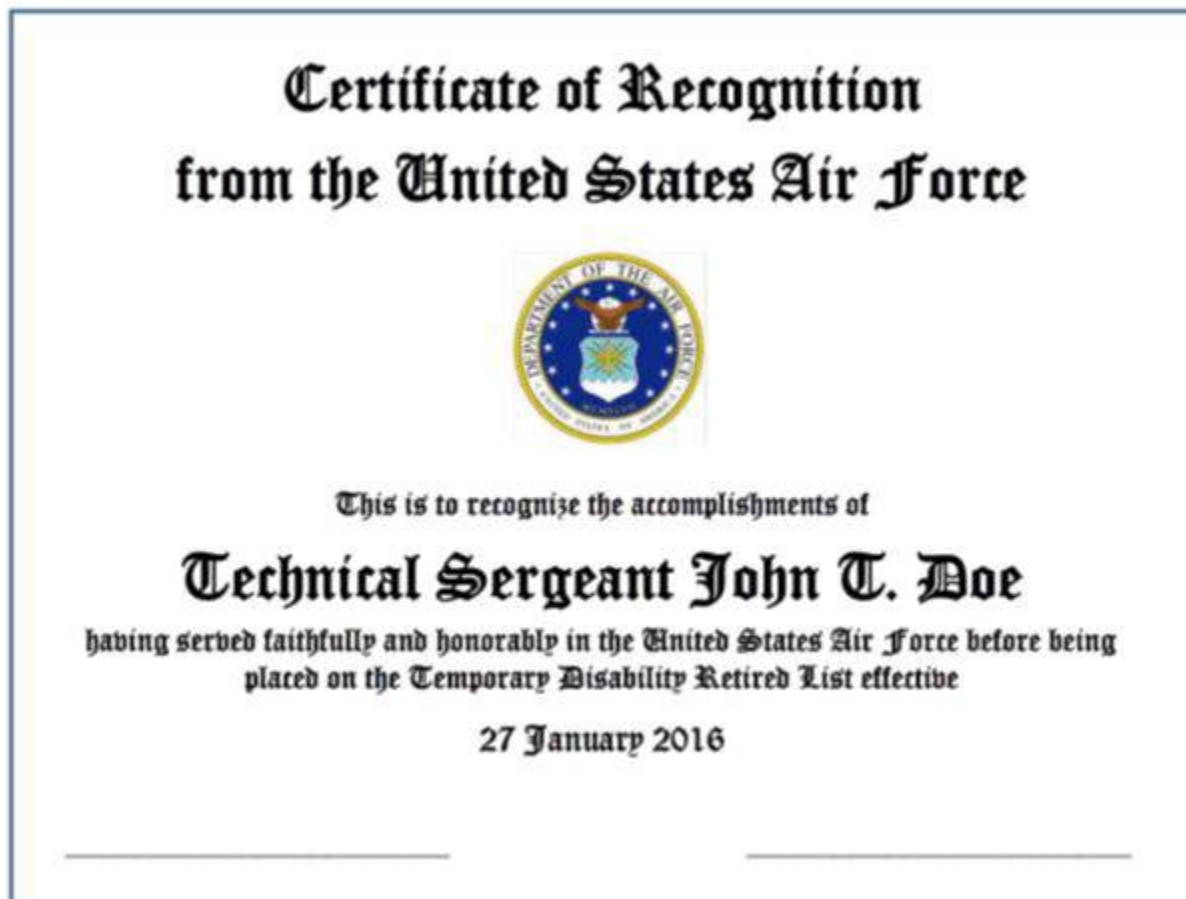 Certificate of Recognition
from the United States Air Force
DEPARTMENT OF THE AIR FORCE
UNITED STATES OF AMERICA
This is to recognize the accomplishments of
Technical Sergeant John T. Doe
having served faithfully and honorably in the United States Air Force before being
placed on the Temporary Disability Retired List effective
27 January 2016